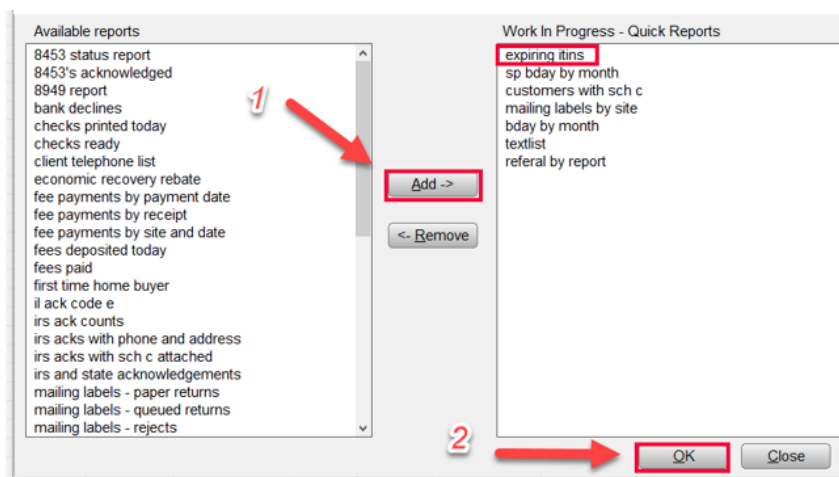 Available reports
8453 status report
8453's acknowledged
8949 report
bank declines
checks printed today
checks ready
client telephone list
economic recovery rebate
fee payments by payment date
fee payments by receipt
fee payments by site and date
fees deposited today
fees paid
first time home buyer
il ack code e
irs ack counts
irs acks with phone and address
irs acks with sch c attached
irs and state acknowledgements
mailing labels - paper returns
mailing labels - queued returns
mailing labels - rejects
1
Add ->
<- Remove
Work In Progress - Quick Reports
expiring itins
sp bday by month
customers with sch c
mailing labels by site
bday by month
textlist
referal by report
2
OK
Close